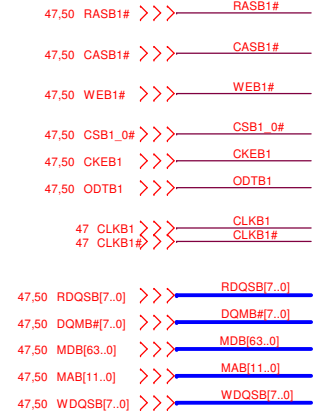 47,50 RASB1# RASB1#
47,50 CASB1# CASB1#
47,50 WEB1# WEB1#
47,50 CSB1_0# CSB1_0#
47,50 CKEB1 CKEB1
47,50 ODTB1 ODTB1
47 CLKB1 CLKB1
47 CLKB1# CLKB1#
47,50 RDQSB[7..0] RDQSB[7..0]
47,50 DQMB#[7..0] DQMB#[7..0]
47,50 MDB[63..0] MDB[63..0]
47,50 MAB[11..0] MAB[11..0]
47,50 WDQSB[7..0] WDQSB[7..0]